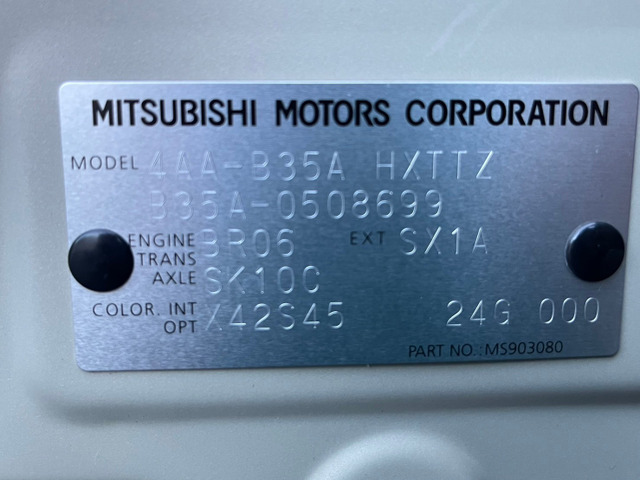 MITSUBISHI MOTORS CORPORATION
MODEL 4AA-B35A HXTTZ
B35A-0508699
ENGINE BR06 EXT SX1A
TRANS
AXLE SK10C
COLOR. INT X42S45 24G 000
OPT
PART NO.: MS903080